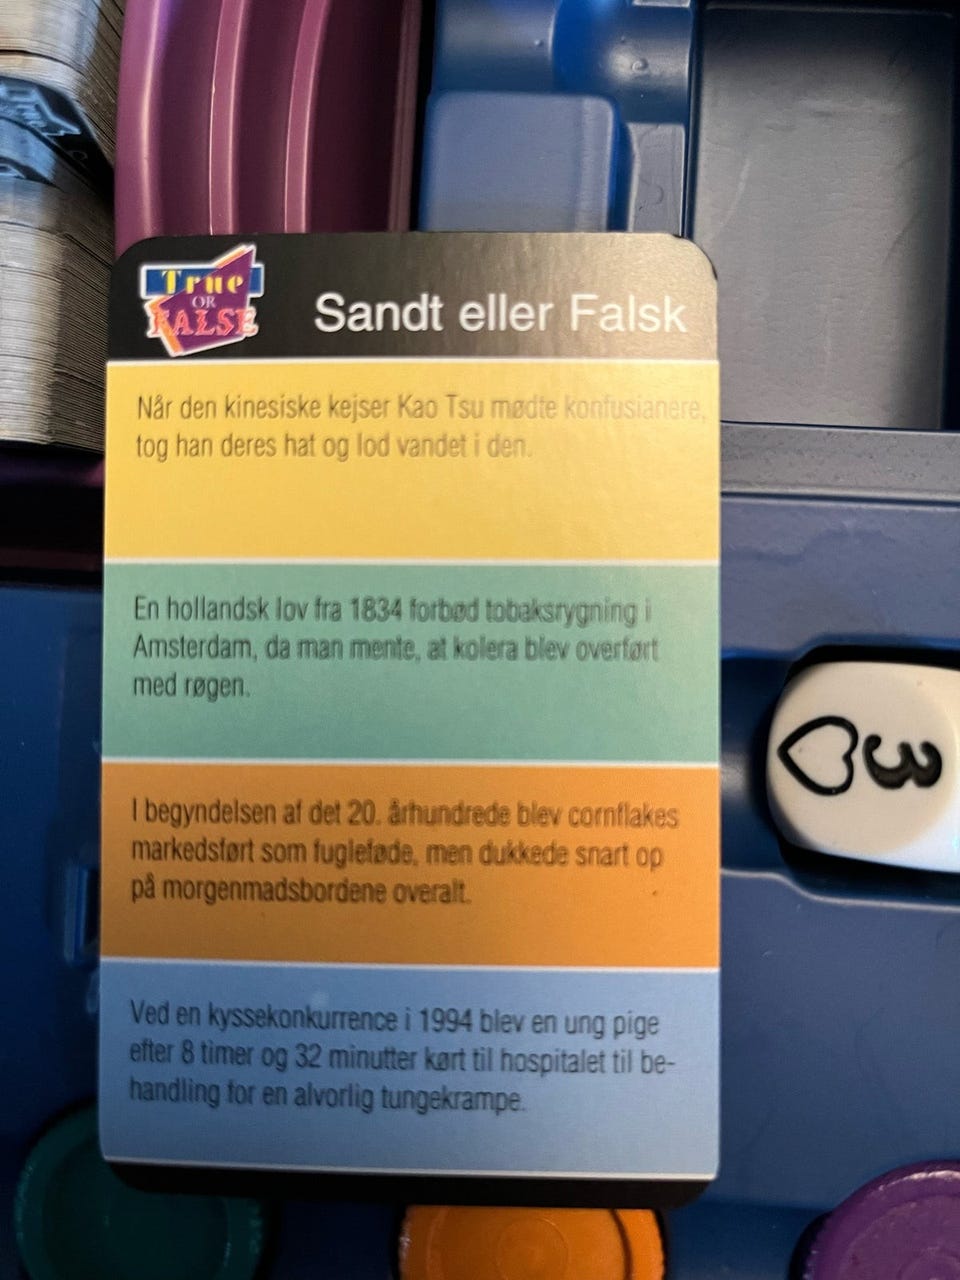 True
OR
FALSE
Sandt eller Falsk
Når den kinesiske kejser Kao Tsu mødte konfusianere,
tog han deres hat og lod vandet i den.
En hollandsk lov fra 1834 forbød tobaksrygning i
Amsterdam, da man mente, at kolera blev overført
med røgen.
I begyndelsen af det 20. århundrede blev cornflakes
markedsført som fugleføde, men dukkede snart op
på morgenmadsbordene overalt.
Ved en kyssekonkurrence i 1994 blev en ung pige
efter 8 timer og 32 minutter kørt til hospitalet til be-
handling for en alvorlig tungekrampe.
3